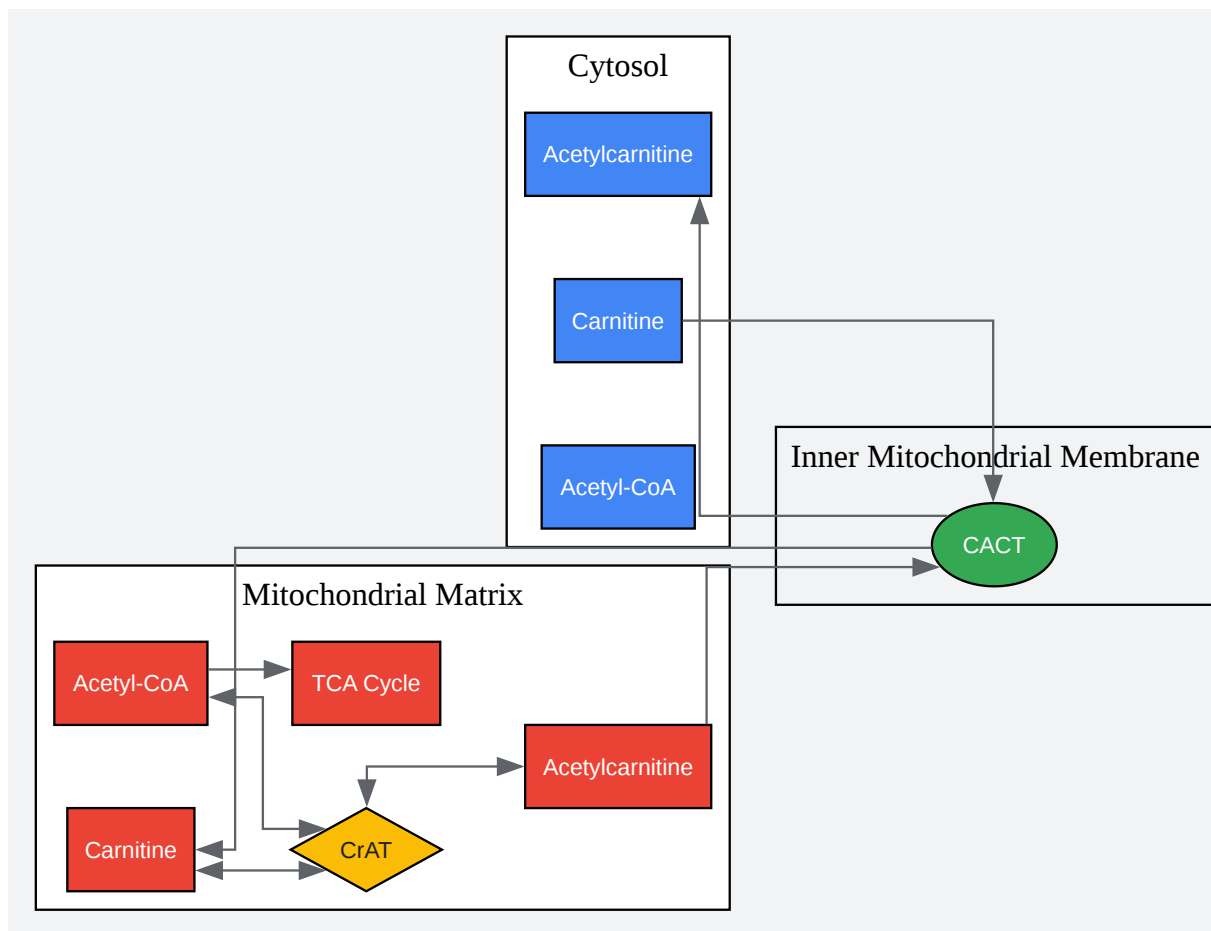 Cytosol
Acetylcarnitine
Carnitine
Acetyl-CoA
Inner Mitochondrial Membrane
CACT
Mitochondrial Matrix
Acetyl-CoA
TCA Cycle
Acetylcarnitine
Carnitine
CrAT